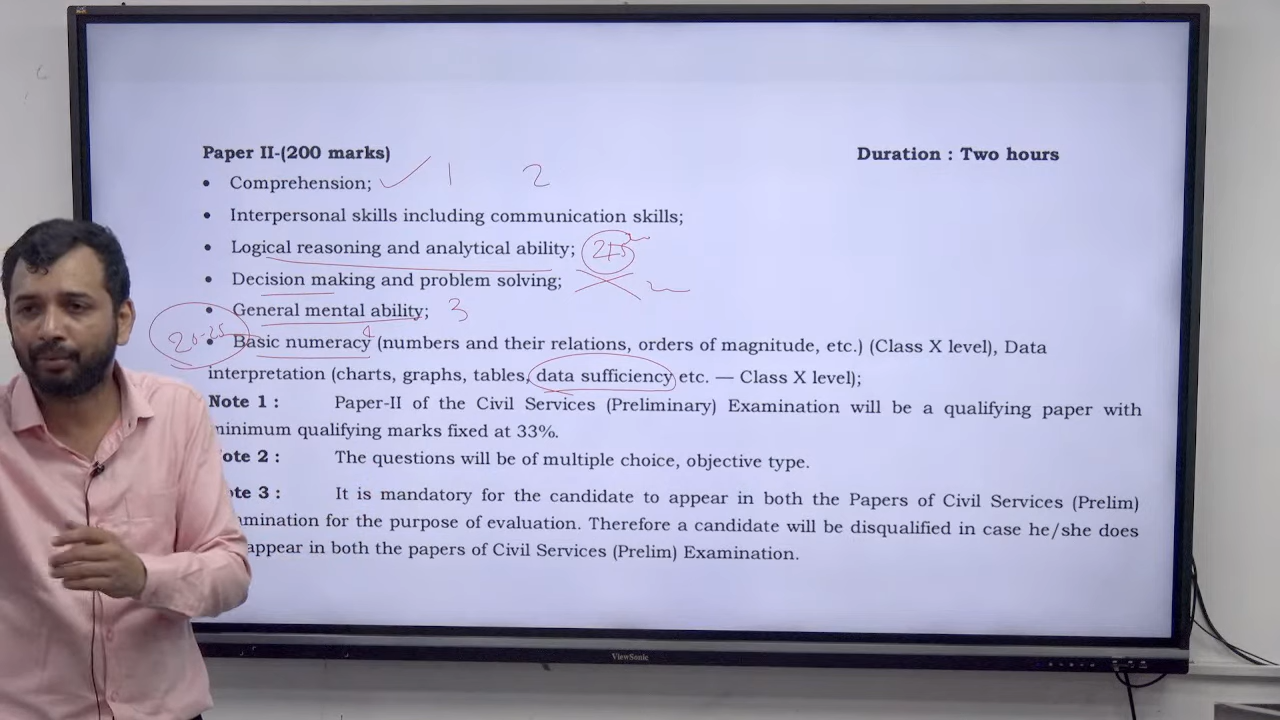 Paper II-(200 marks) Duration : Two hours
• Comprehension; 1 2
• Interpersonal skills including communication skills;
• Logical reasoning and analytical ability;
• Decision making and problem solving;
• General mental ability; 3
20-25 • Basic numeracy (numbers and their relations, orders of magnitude, etc.) (Class X level), Data
interpretation (charts, graphs, tables, data sufficiency etc. — Class X level);
Note 1 : Paper-II of the Civil Services (Preliminary) Examination will be a qualifying paper with
minimum qualifying marks fixed at 33%.
ote 2 : The questions will be of multiple choice, objective type.
te 3 : It is mandatory for the candidate to appear in both the Papers of Civil Services (Prelim)
mination for the purpose of evaluation. Therefore a candidate will be disqualified in case he/she does
appear in both the papers of Civil Services (Prelim) Examination.
ViewSonic